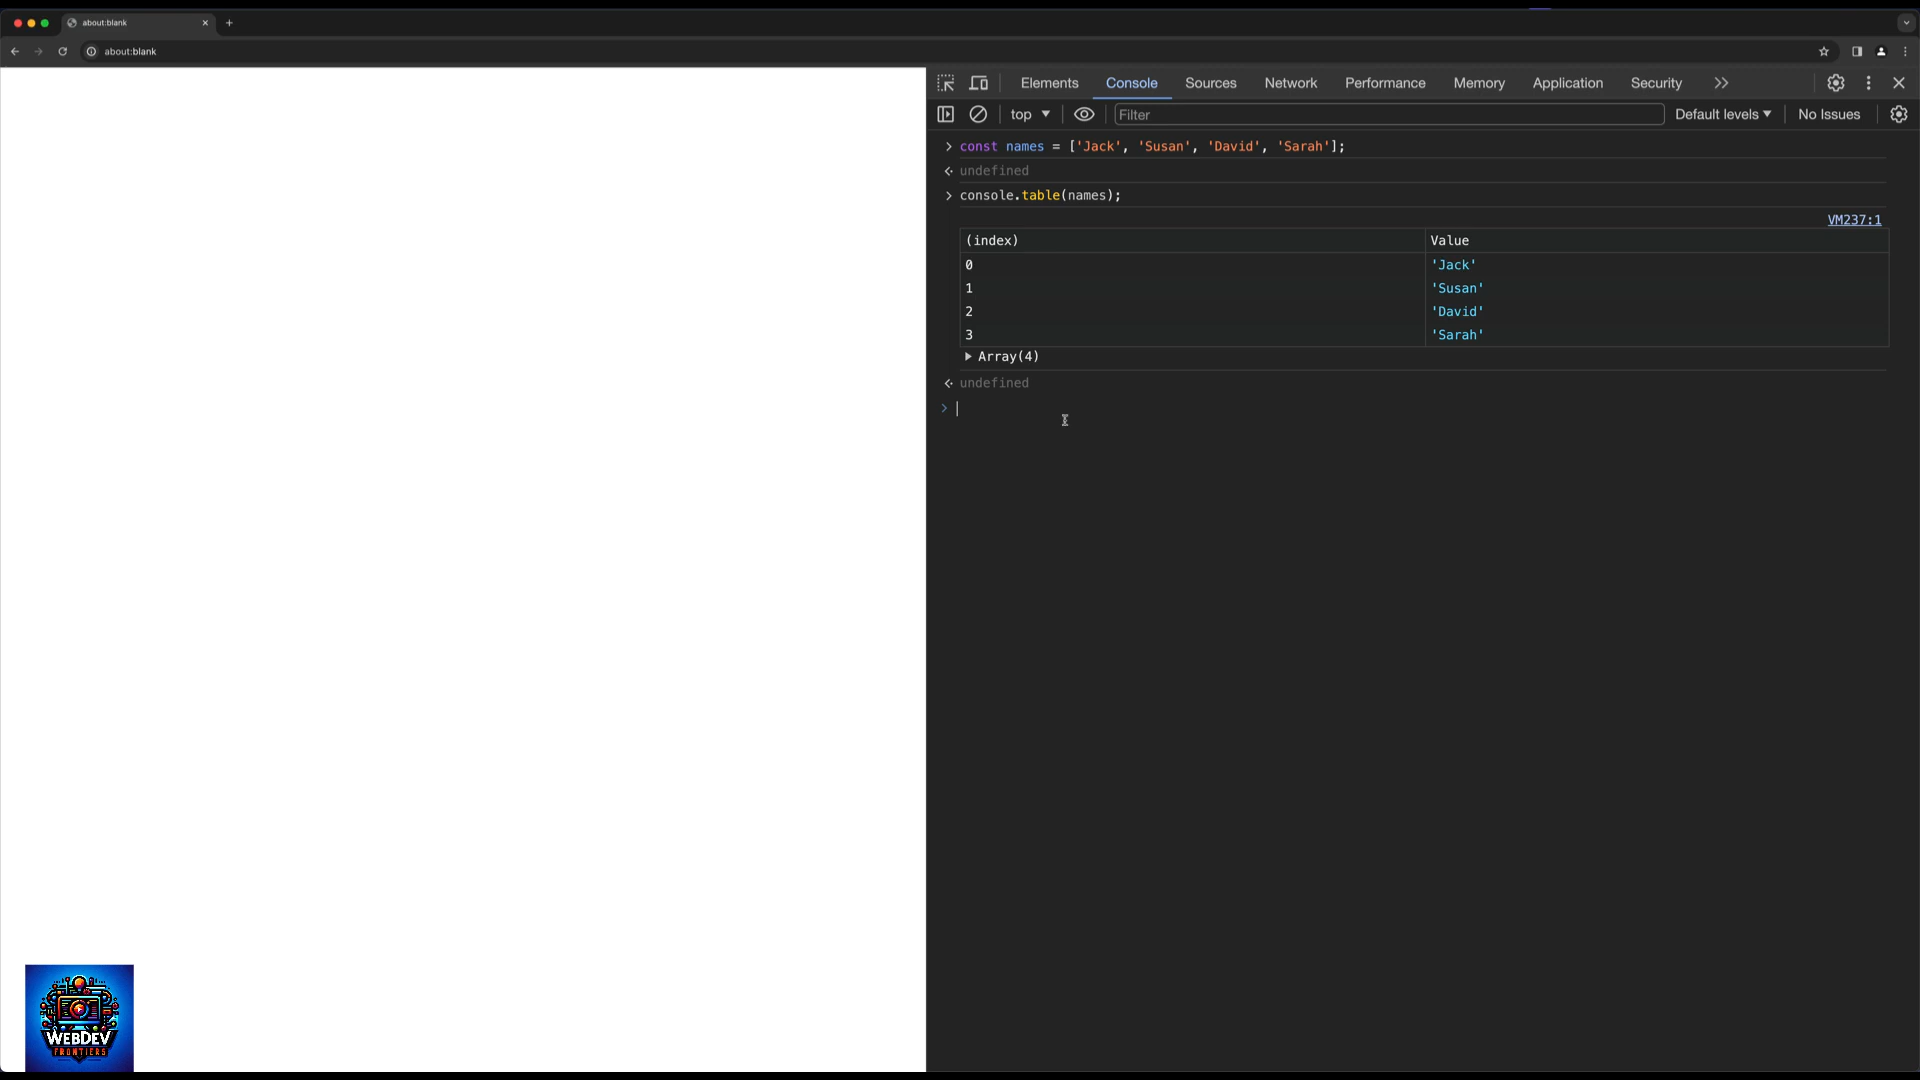 about:blank
about:blank
Elements Console Sources Network Performance Memory Application Security
top Filter Default levels No Issues
> const names = ['Jack', 'Susan', 'David', 'Sarah'];
undefined
> console.table(names);
VM237:1
(index) Value
0 'Jack'
1 'Susan'
2 'David'
3 'Sarah'
Array(4)
undefined
>
WEBDEV
FRONTIERS